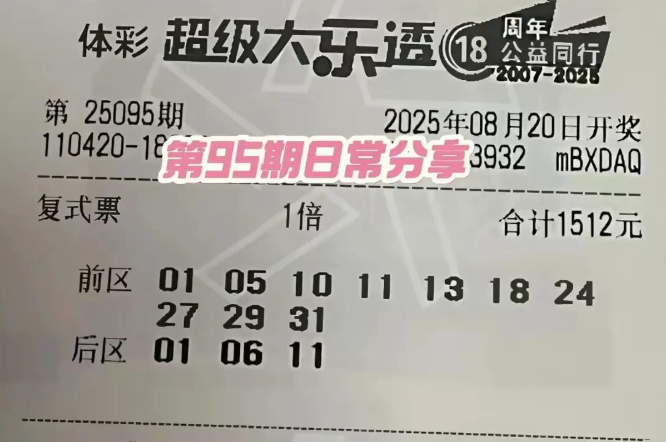 体彩 超级大乐透 18 周年 公益同行 2007-2025
第 25095期 2025年08月20日开奖
110420-18 3932 mBXDAQ
第95期日常分享
复式票 1倍 合计1512元
前区 01 05 10 11 13 18 24
27 29 31
后区 01 06 11